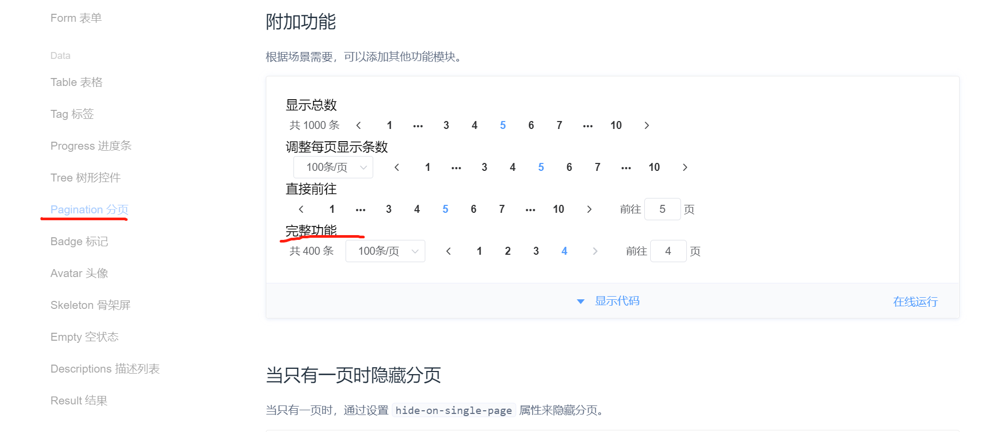 Form 表单
Data
Table 表格
Tag 标签
Progress 进度条
Tree 树形控件
Pagination 分页
Badge 标记
Avatar 头像
Skeleton 骨架屏
Empty 空状态
Descriptions 描述列表
Result 结果
附加功能
根据场景需要，可以添加其他功能模块。
显示总数
共 1000 条 < 1 ••• 3 4 5 6 7 ••• 10 >
调整每页显示条数
100条/页 < 1 ••• 3 4 5 6 7 ••• 10 >
直接前往
< 1 ••• 3 4 5 6 7 ••• 10 > 前往 5 页
完整功能
共 400 条 100条/页 < 1 2 3 4 > 前往 4 页
显示代码 在线运行
当只有一页时隐藏分页
当只有一页时，通过设置 hide-on-single-page 属性来隐藏分页。